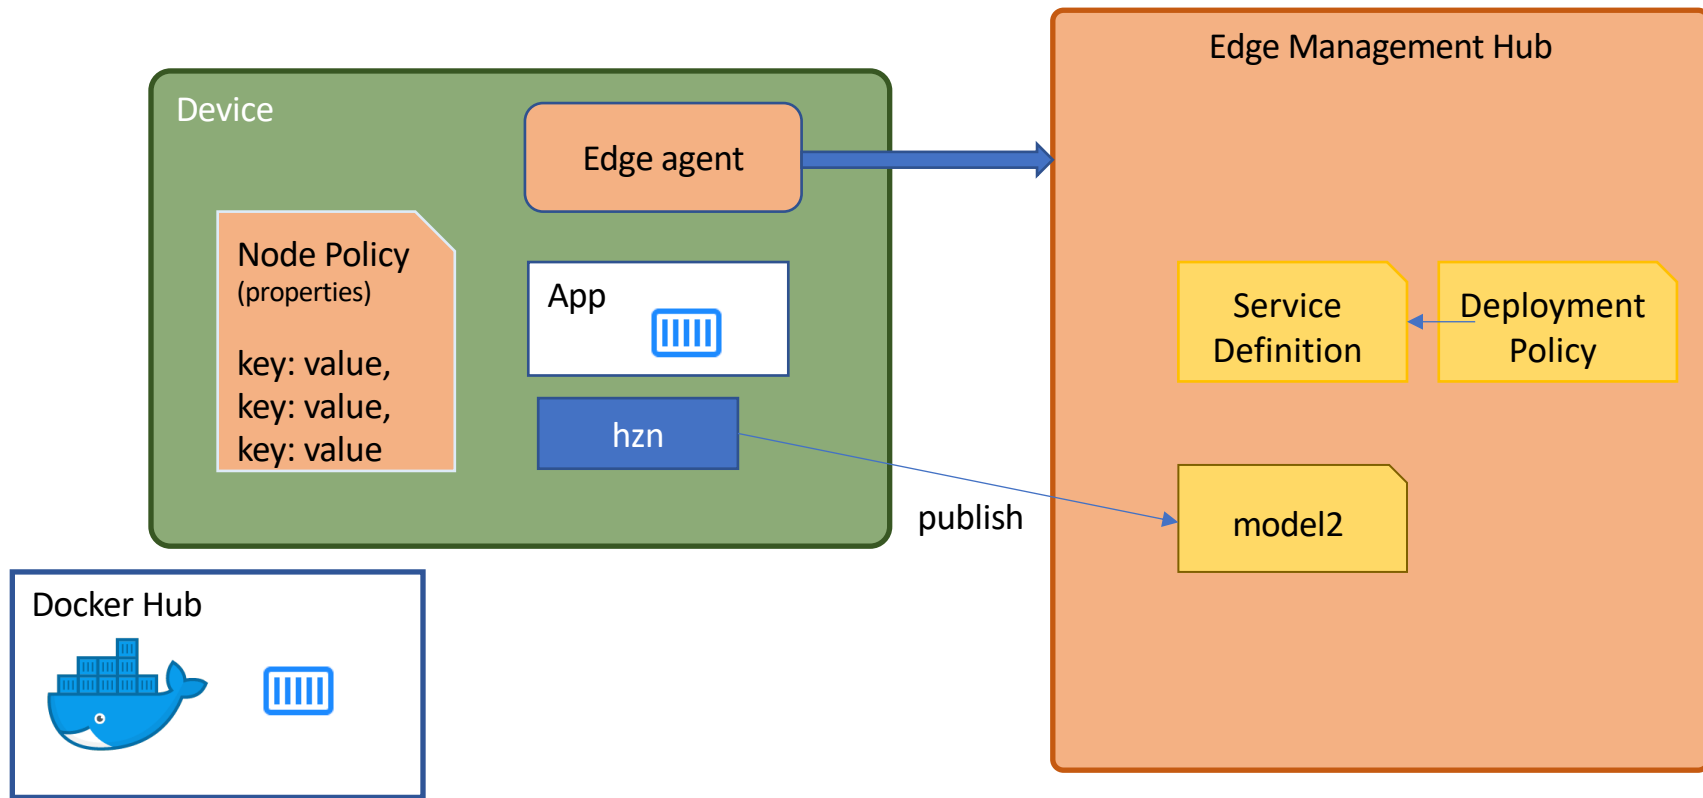 Edge Management Hub
Device
Edge agent
Node Policy
(properties)
key: value,
key: value,
key: value
App
hzn
publish
Service
Definition
Deployment
Policy
model2
Docker Hub